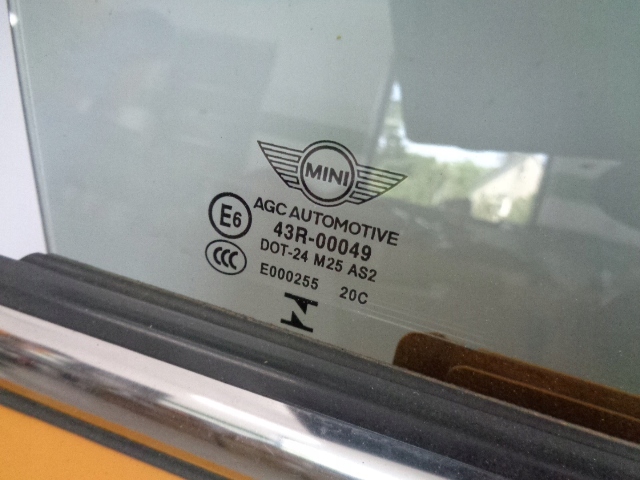 MINI
AGC AUTOMOTIVE
E6
43R-00049
DOT-24 M25 AS2
CCC
E000255 20C